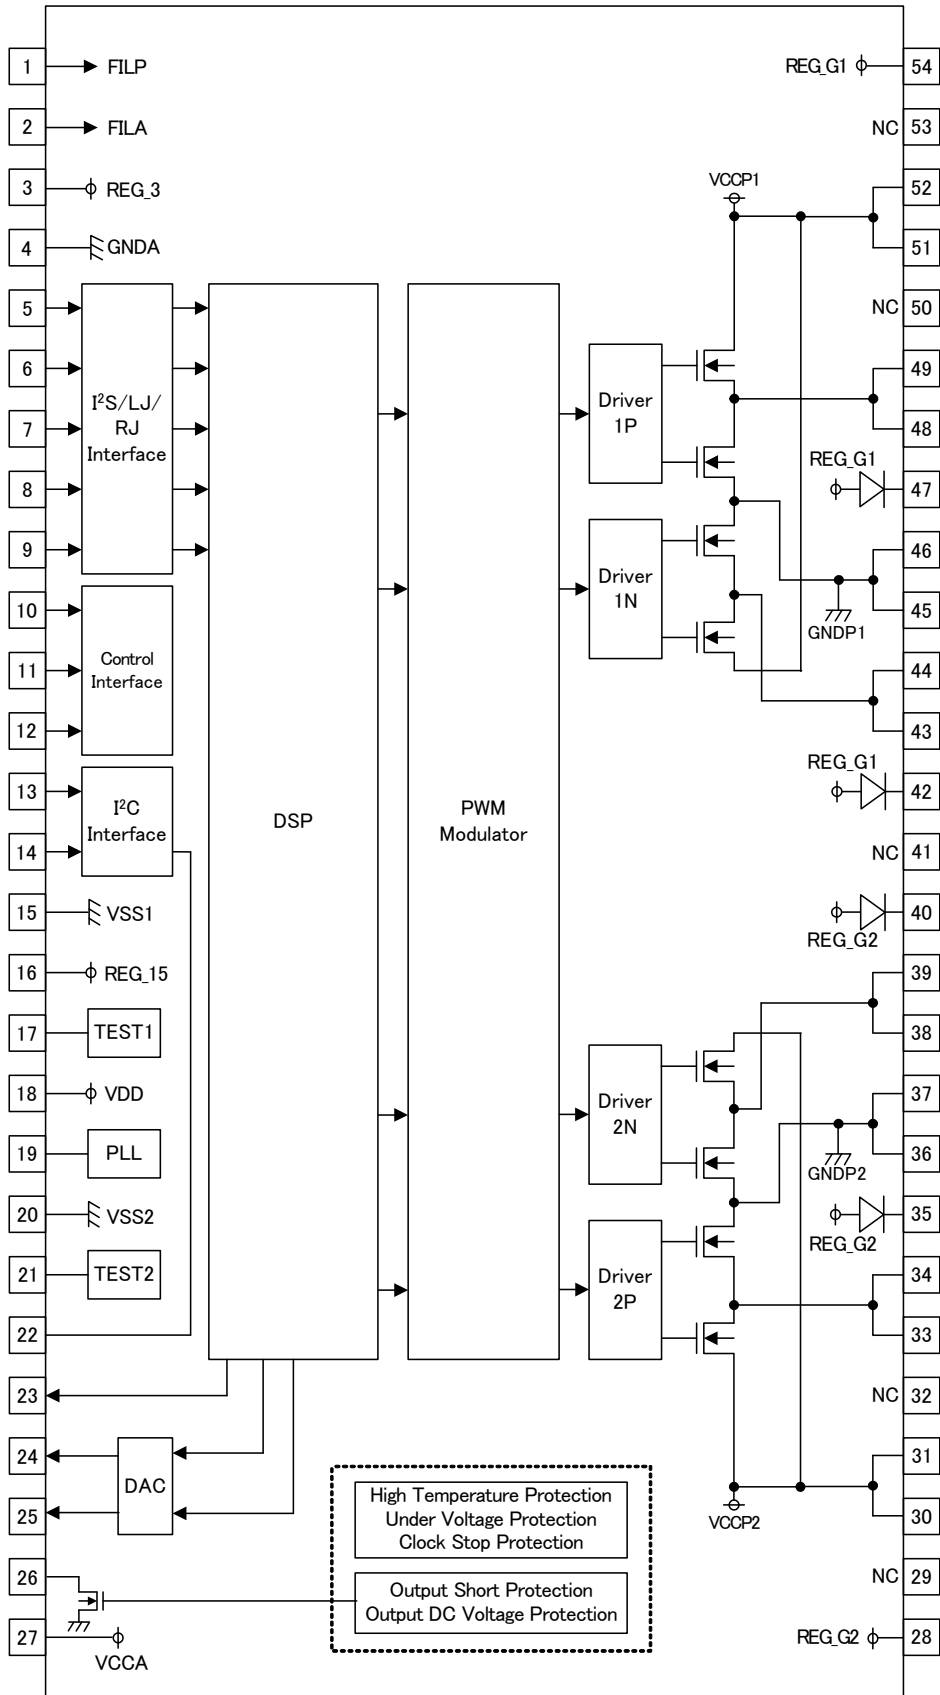 1 FILP
2 FILA
3 REG_3
4 GNDA
5
6
7
8
9
I²S/LJ/
RJ
Interface
10
11
12
Control
Interface
13
14
I²C
Interface
15 VSS1
16 REG_15
17 TEST1
18 VDD
19 PLL
20 VSS2
21 TEST2
22
23
24
25
DAC
26
27
VCCA
DSP
PWM
Modulator
Driver
1P
Driver
1N
Driver
2N
Driver
2P
High Temperature Protection
Under Voltage Protection
Clock Stop Protection
Output Short Protection
Output DC Voltage Protection
VCCP1
GNDP1
GNDP2
VCCP2
REG_G1 54
NC 53
52
51
NC 50
49
48
REG_G1
47
46
45
44
43
REG_G1
42
NC 41
40
REG_G2
39
38
37
36
35
REG_G2
34
33
NC 32
31
30
NC 29
REG_G2 28